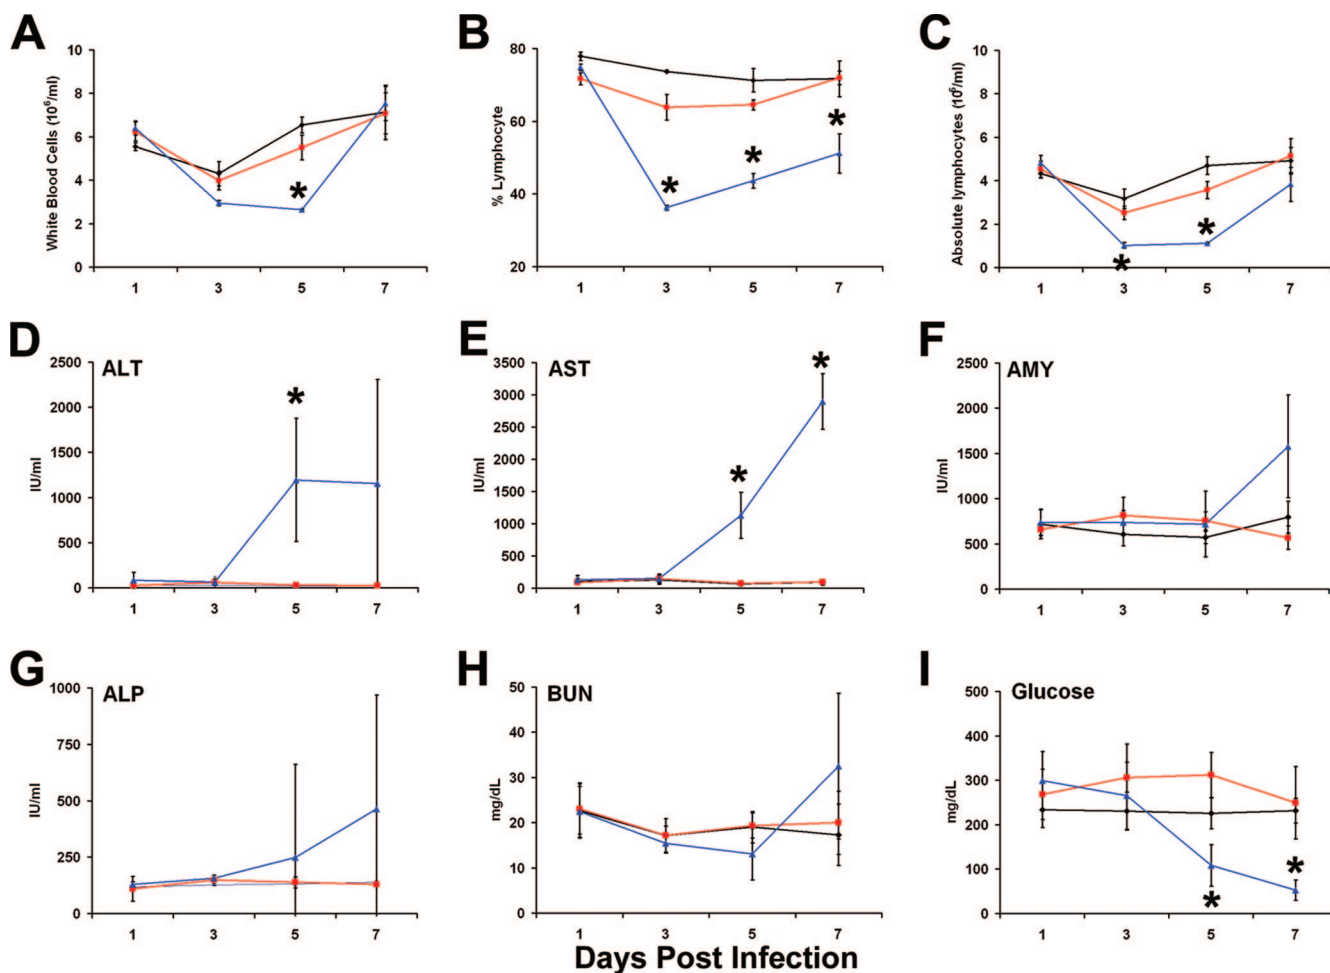 A
White Blood Cells (10⁶/ml)
10
8
6
4
2
0
*
1 3 5 7
B
% Lymphocyte
80
60
40
20
* * *
1 3 5 7
C
Absolute lymphocytes (10⁶/ml)
10
8
6
4
2
0
* *
1 3 5 7
D
ALT
IU/ml
2500
2000
1500
1000
500
0
*
1 3 5 7
E
AST
IU/ml
3500
3000
2500
2000
1500
1000
500
0
* *
1 3 5 7
F
AMY
IU/ml
2500
2000
1500
1000
500
0
1 3 5 7
G
ALP
IU/ml
1000
750
500
250
0
1 3 5 7
H
BUN
mg/dL
50
40
30
20
10
0
1 3 5 7
I
Glucose
mg/dL
500
400
300
200
100
0
* *
1 3 5 7
Days Post Infection